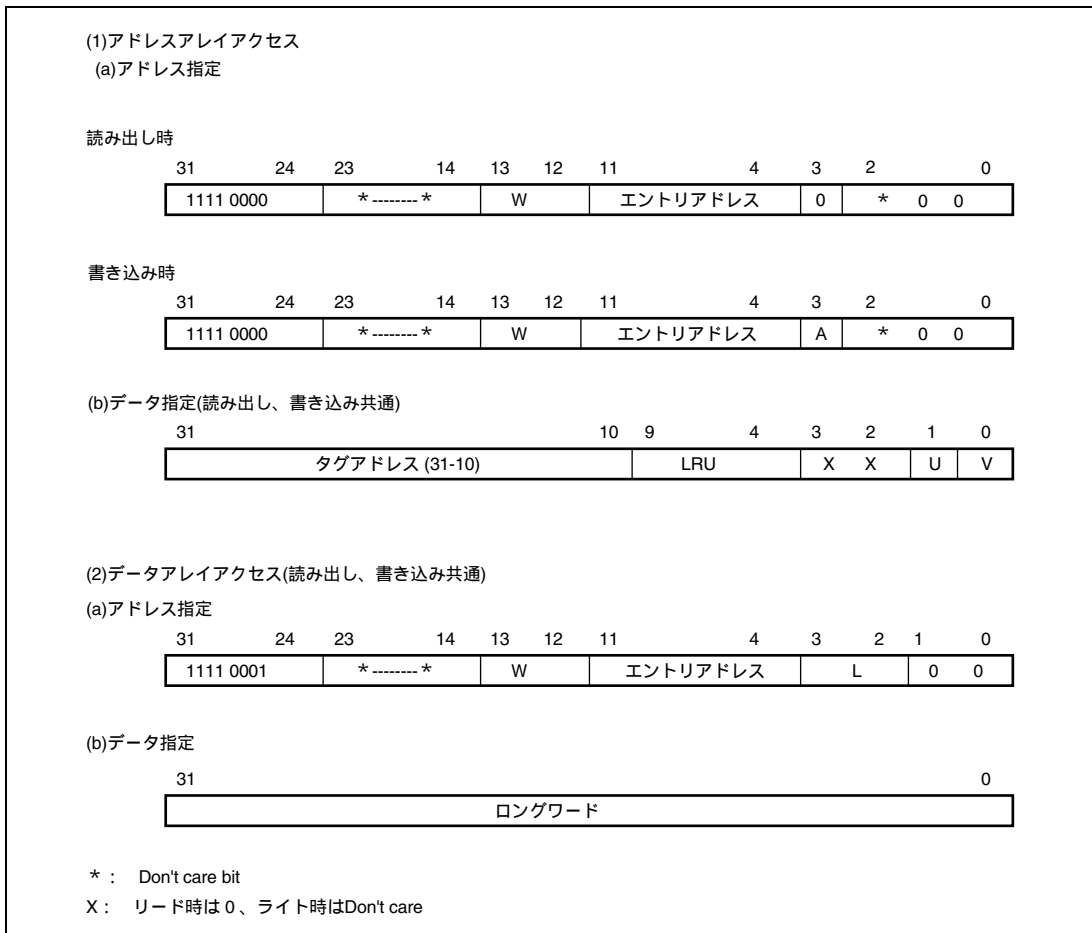 (1)アドレスアレイアクセス
(a)アドレス指定
読み出し時
31 24 23 14 13 12 11 4 3 2 0
1111 0000 *--------* W エントリアドレス 0 * 0 0
書き込み時
31 24 23 14 13 12 11 4 3 2 0
1111 0000 *--------* W エントリアドレス A * 0 0
(b)データ指定(読み出し、書き込み共通)
31 10 9 4 3 2 1 0
タグアドレス (31-10) LRU X X U V
(2)データアレイアクセス(読み出し、書き込み共通)
(a)アドレス指定
31 24 23 14 13 12 11 4 3 2 1 0
1111 0001 *--------* W エントリアドレス L 0 0
(b)データ指定
31 0
ロングワード
* : Don't care bit
X : リード時は 0 、ライト時はDon't care